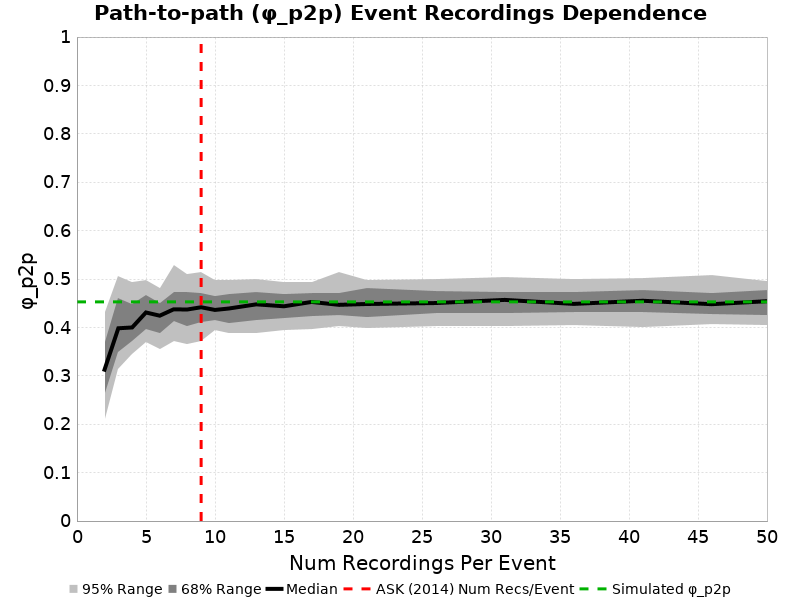 Path-to-path (φ_p2p) Event Recordings Dependence
1
0.9
0.8
0.7
0.6
0.5
0.4
0.3
0.2
0.1
0
φ_p2p
0 5 10 15 20 25 30 35 40 45 50
Num Recordings Per Event
95% Range 68% Range Median ASK (2014) Num Recs/Event Simulated φ_p2p